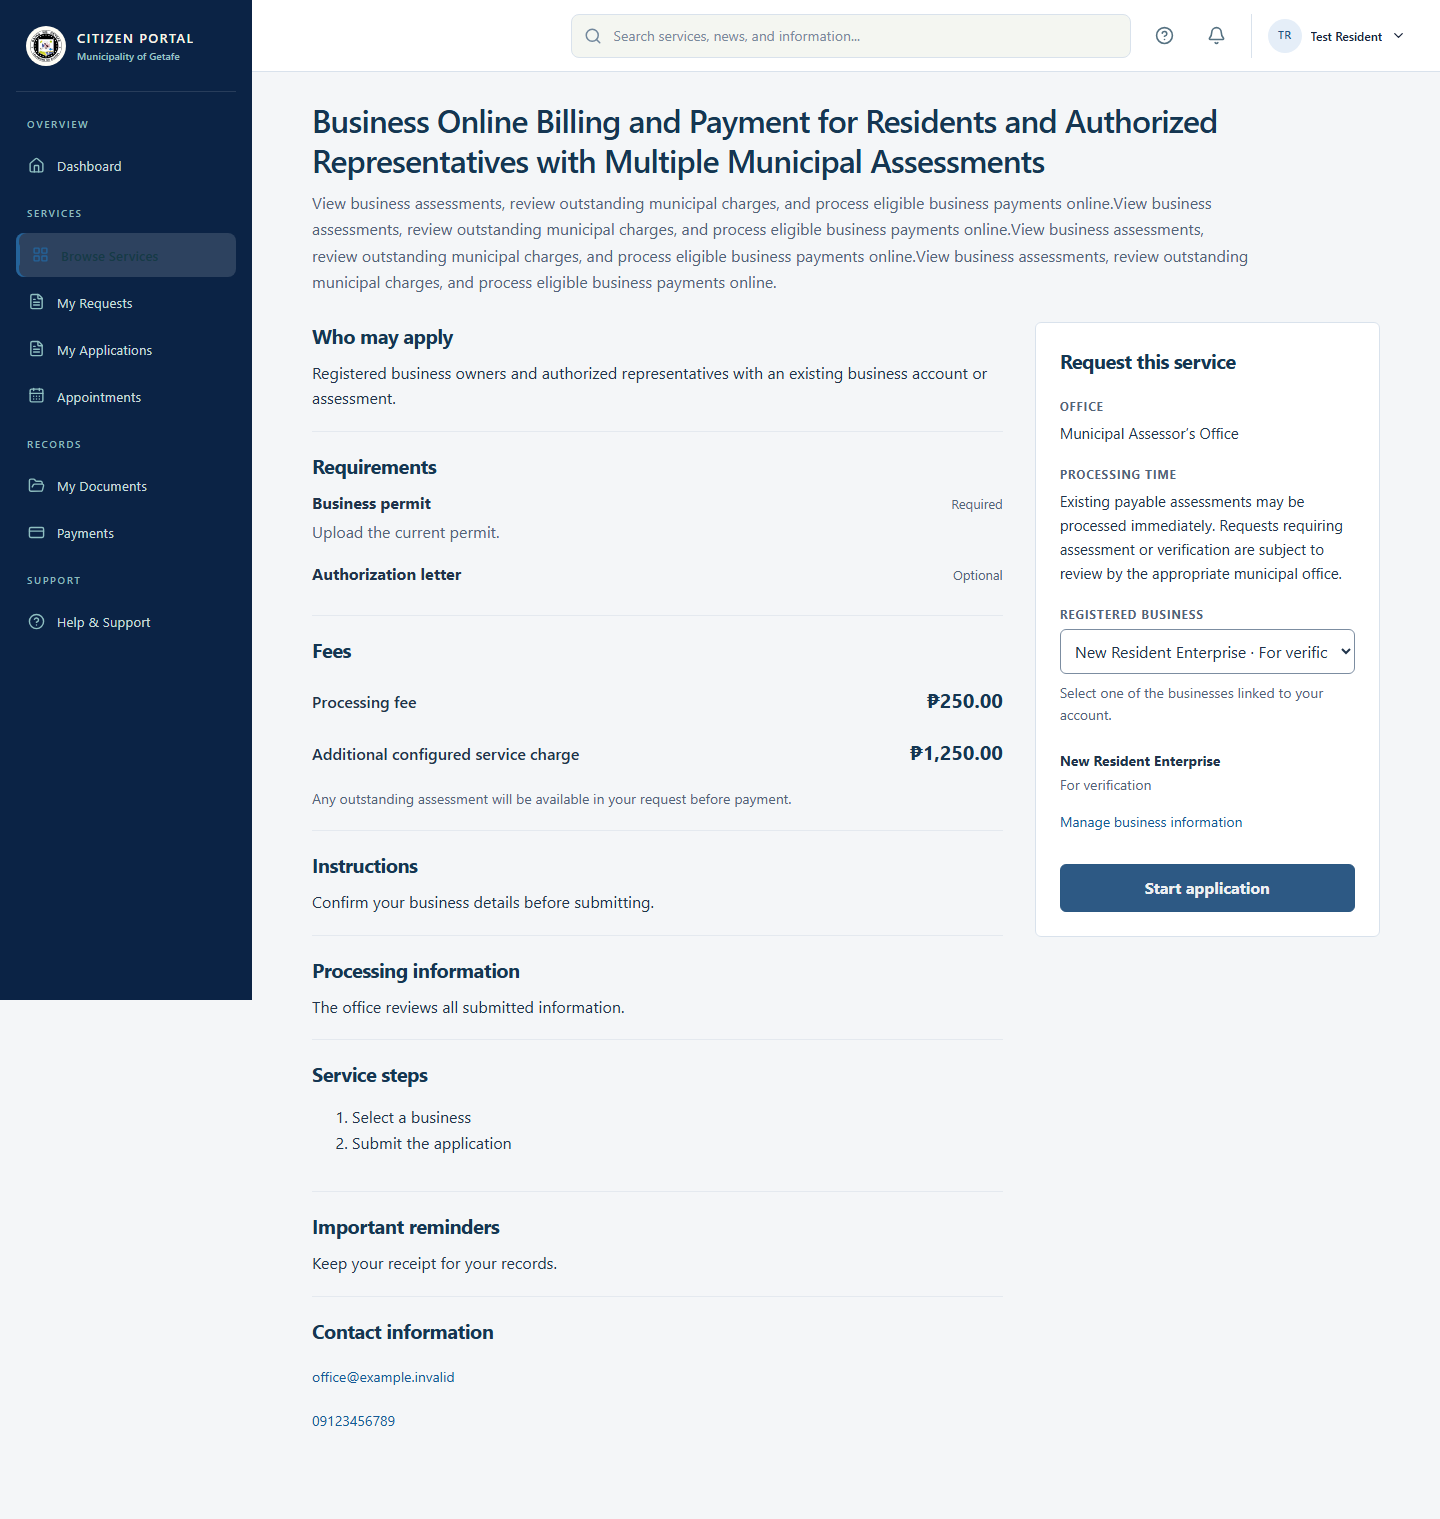 CITIZEN PORTAL
Municipality of Getafe
OVERVIEW
Dashboard
SERVICES
Browse Services
My Requests
My Applications
Appointments
RECORDS
My Documents
Payments
SUPPORT
Help & Support
Search services, news, and information...
TR
Test Resident
Business Online Billing and Payment for Residents and Authorized
Representatives with Multiple Municipal Assessments
View business assessments, review outstanding municipal charges, and process eligible business payments online.View business
assessments, review outstanding municipal charges, and process eligible business payments online.View business assessments,
review outstanding municipal charges, and process eligible business payments online.View business assessments, review outstanding
municipal charges, and process eligible business payments online.
Who may apply
Registered business owners and authorized representatives with an existing business account or
assessment.
Requirements
Business permit
Required
Upload the current permit.
Authorization letter
Optional
Fees
Processing fee
₱250.00
Additional configured service charge
₱1,250.00
Any outstanding assessment will be available in your request before payment.
Instructions
Confirm your business details before submitting.
Processing information
The office reviews all submitted information.
Service steps
1. Select a business
2. Submit the application
Important reminders
Keep your receipt for your records.
Contact information
office@example.invalid
09123456789
Request this service
OFFICE
Municipal Assessor's Office
PROCESSING TIME
Existing payable assessments may be
processed immediately. Requests requiring
assessment or verification are subject to
review by the appropriate municipal office.
REGISTERED BUSINESS
New Resident Enterprise · For verific
Select one of the businesses linked to your
account.
New Resident Enterprise
For verification
Manage business information
Start application